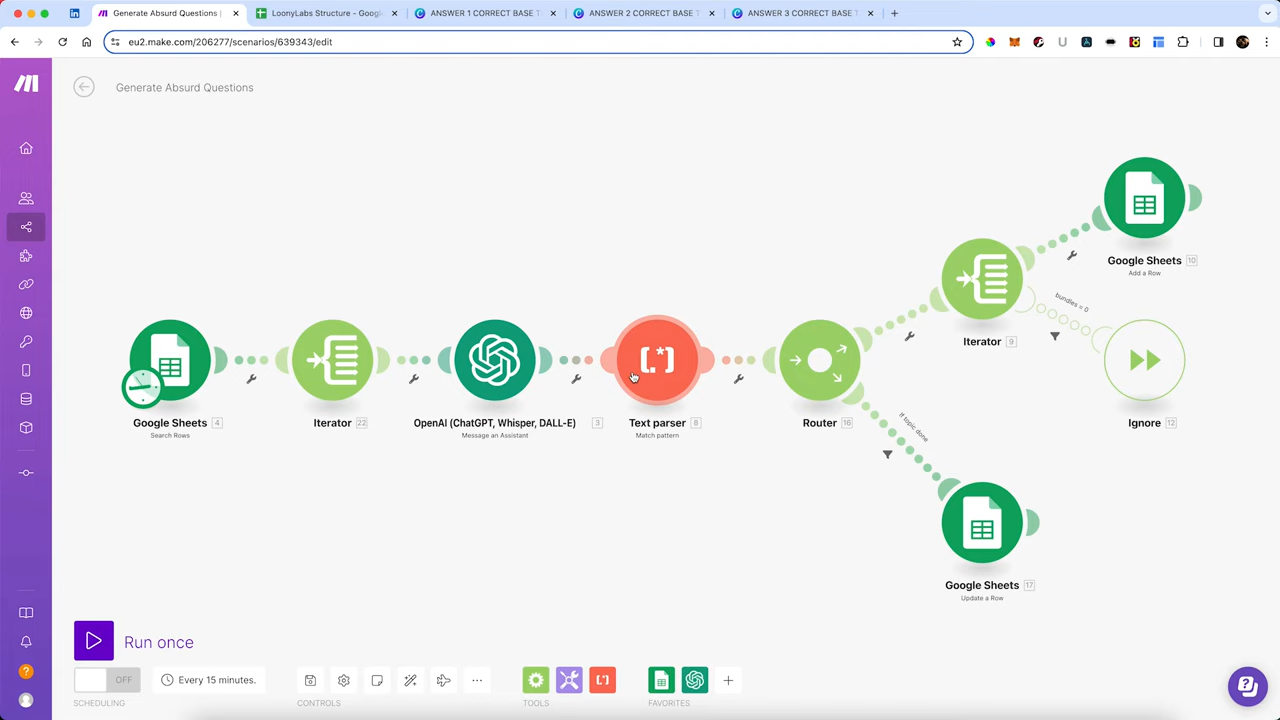 Generate Absurd Questions |
LoonyLabs Structure - Googl
ANSWER 1 CORRECT BASE T
ANSWER 2 CORRECT BASE T
ANSWER 3 CORRECT BASE T
eu2.make.com/206277/scenarios/639343/edit
Generate Absurd Questions
Google Sheets 10
Add a Row
bundles = 0
Iterator 9
Google Sheets 4
Search Rows
Iterator 22
OpenAI (ChatGPT, Whisper, DALL-E) 3
Message an Assistant
[.*]
Text parser 8
Match pattern
Router 16
Ignore 12
if topic done
Google Sheets 17
Update a Row
Run once
OFF
Every 15 minutes.
SCHEDULING
CONTROLS
TOOLS
FAVORITES